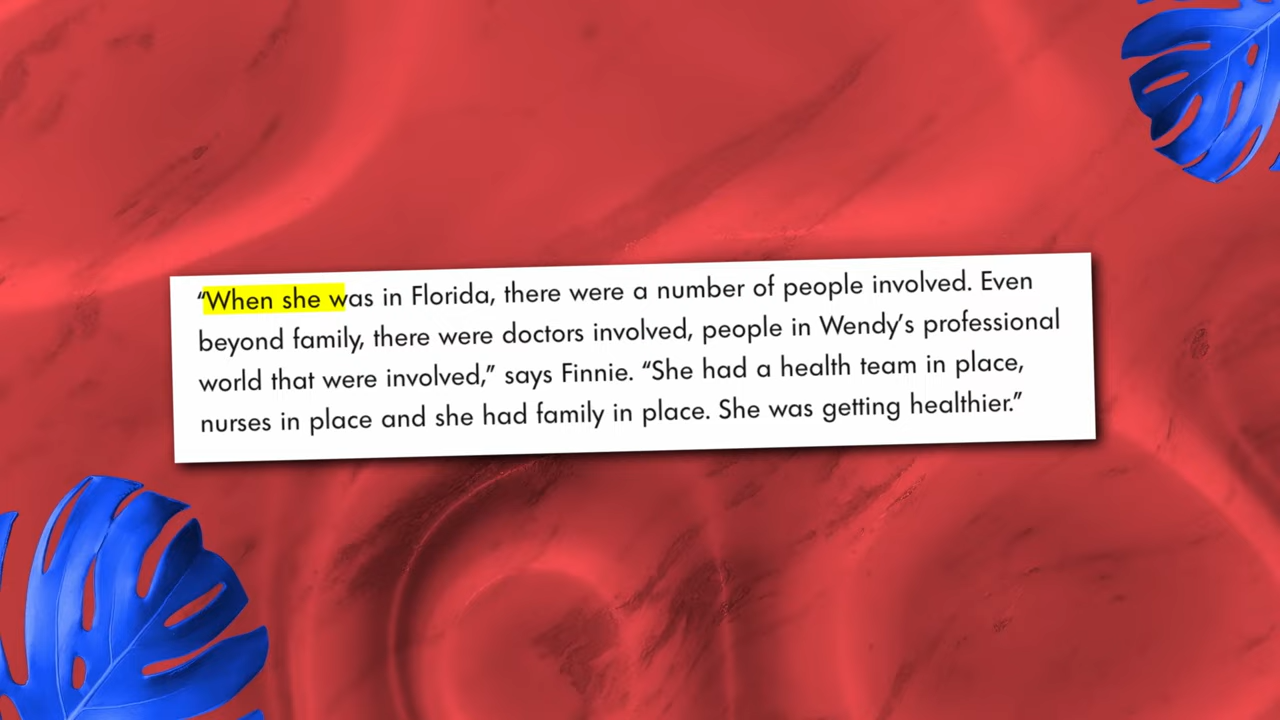 “When she was in Florida, there were a number of people involved. Even
beyond family, there were doctors involved, people in Wendy’s professional
world that were involved,” says Finnie. “She had a health team in place,
nurses in place and she had family in place. She was getting healthier.”